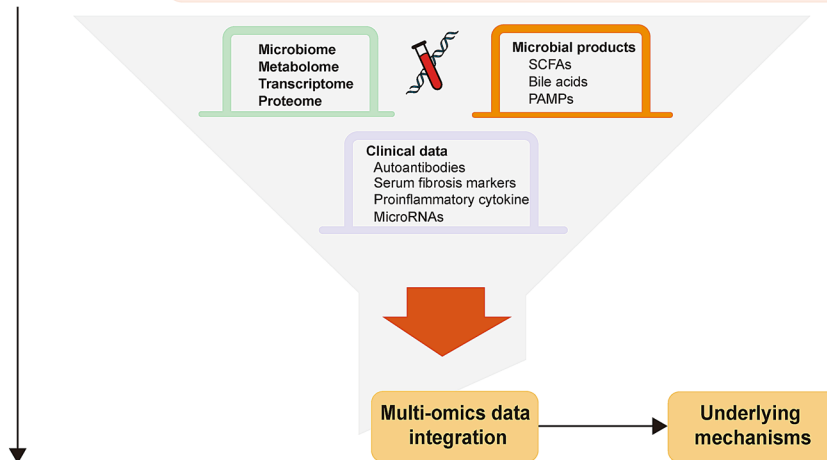 Microbiome
Metabolome
Transcriptome
Proteome
Microbial products
SCFAs
Bile acids
PAMPs
Clinical data
Autoantibodies
Serum fibrosis markers
Proinflammatory cytokine
MicroRNAs
Multi-omics data
integration
Underlying
mechanisms